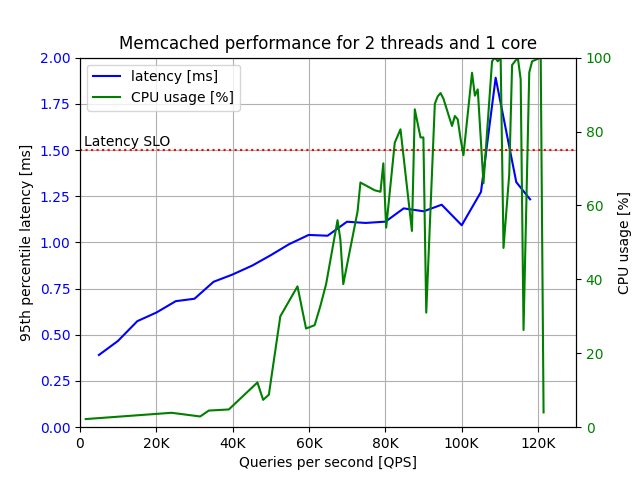 Memcached performance for 2 threads and 1 core
latency [ms]
CPU usage [%]
Latency SLO
95th percentile latency [ms]
2.00
1.75
1.50
1.25
1.00
0.75
0.50
0.25
0.00
CPU usage [%]
100
80
60
40
20
0
0 20K 40K 60K 80K 100K 120K
Queries per second [QPS]